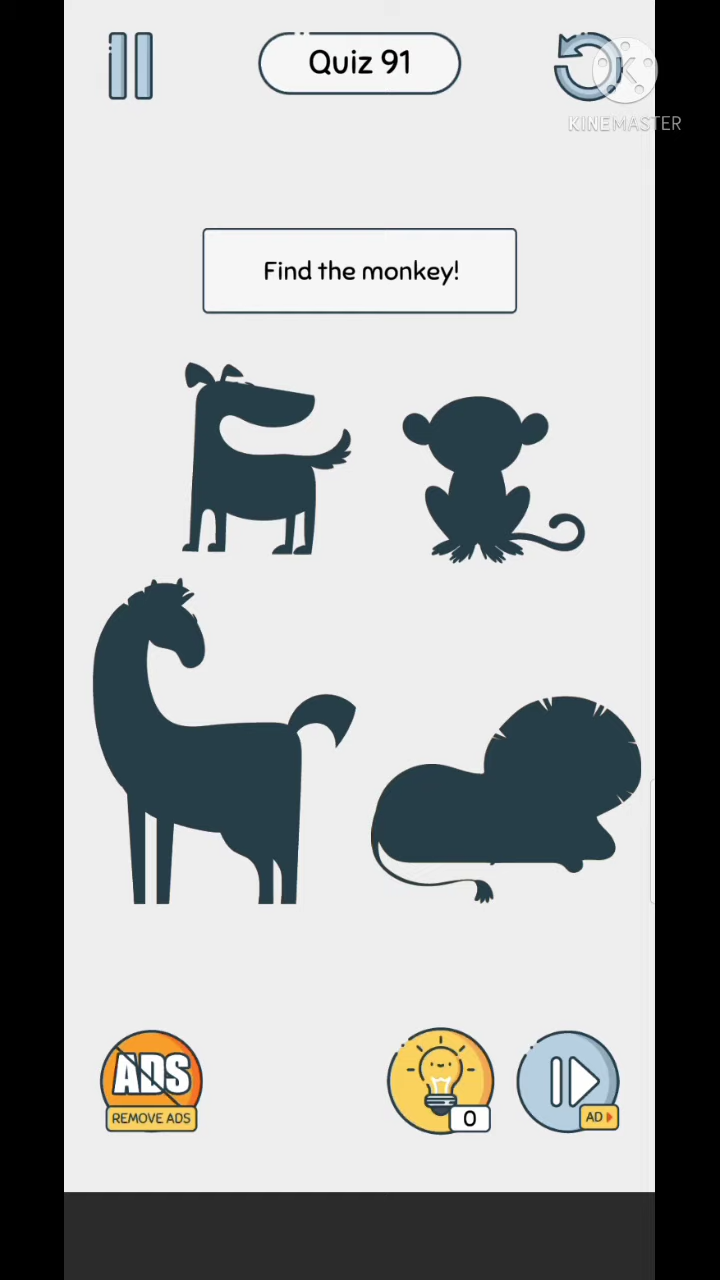 Quiz 91
KINEMASTER
Find the monkey!
ADS
REMOVE ADS
0
AD